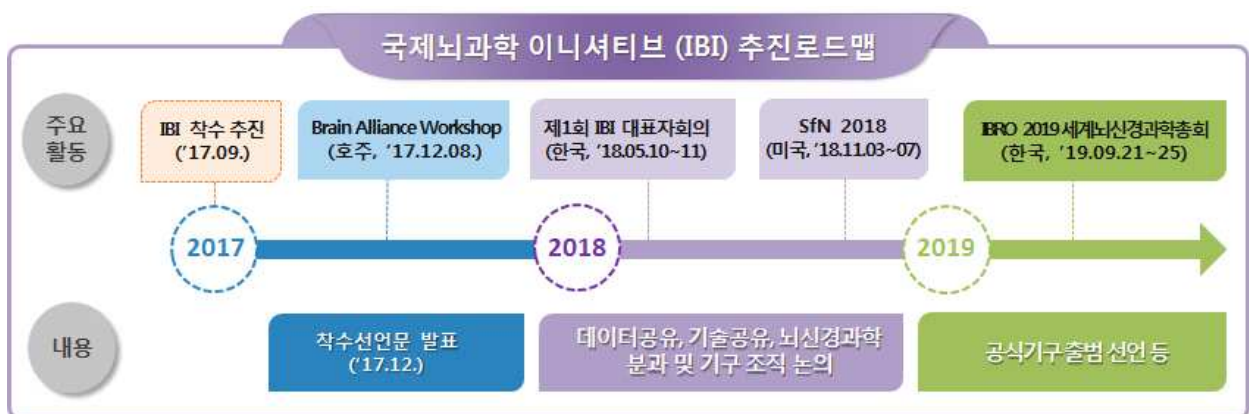 국제뇌과학 이니셔티브 (IBI) 추진로드맵
주요
활동
IBI 착수 추진
(’17.09.)
Brain Alliance Workshop
(호주, ’17.12.08.)
제1회 IBI 대표자회의
(한국, ’18.05.10~11)
SfN 2018
(미국, ’18.11.03~07)
IBRO 2019 세계뇌신경과학총회
(한국, ’19.09.21~25)
2017
2018
2019
내용
착수선언문 발표
(’17.12.)
데이터공유, 기술공유, 뇌신경과학
분과 및 기구 조직 논의
공식기구 출범 선언 등